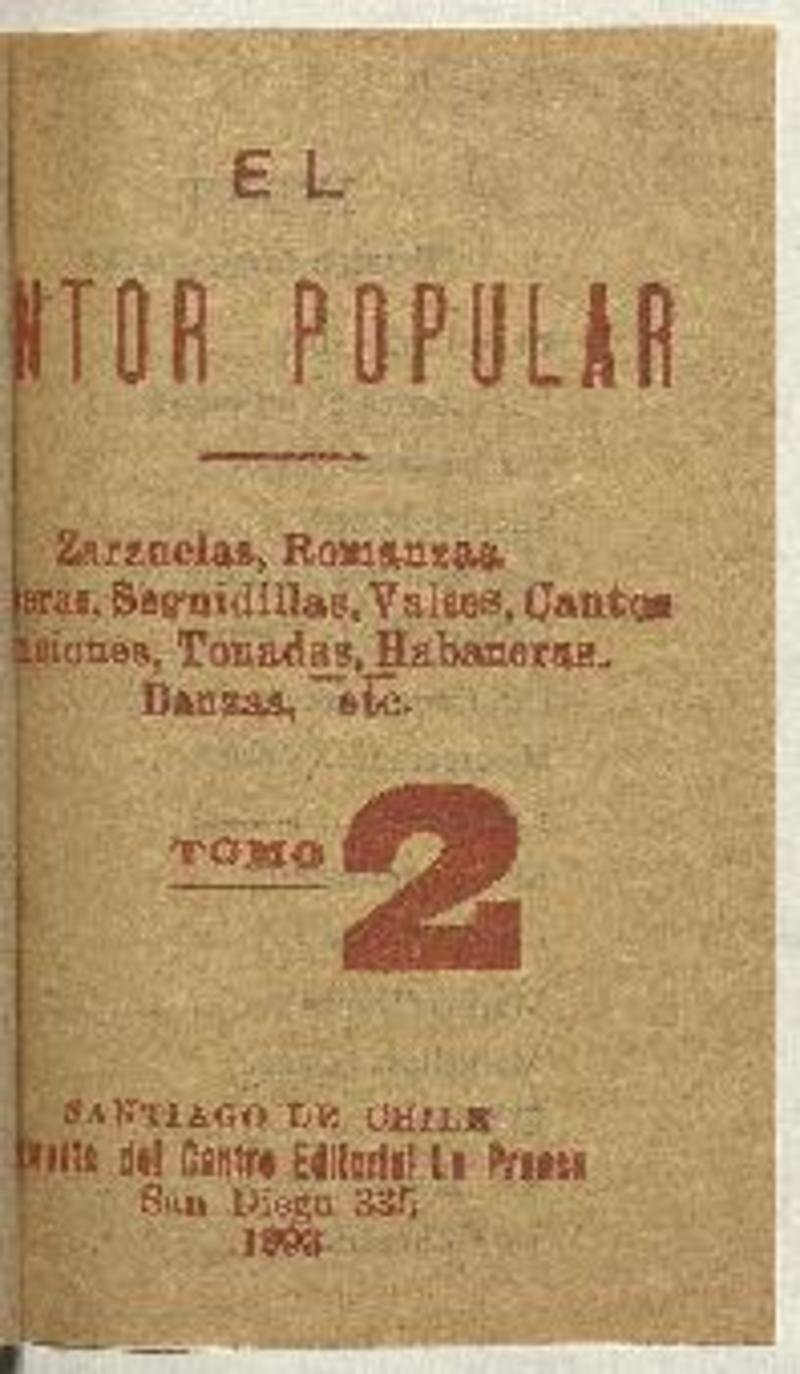 EL
NTOR POPULAR
Zarzuelas, Romanzas,
eras, Seguidillas, Valses, Cantos
nsiones, Tonadas, Habaneras.
Danzas, etc.
TOMO 2
SANTIAGO DE CHILE
del Centro Editorial La Prensa
San Diego 335